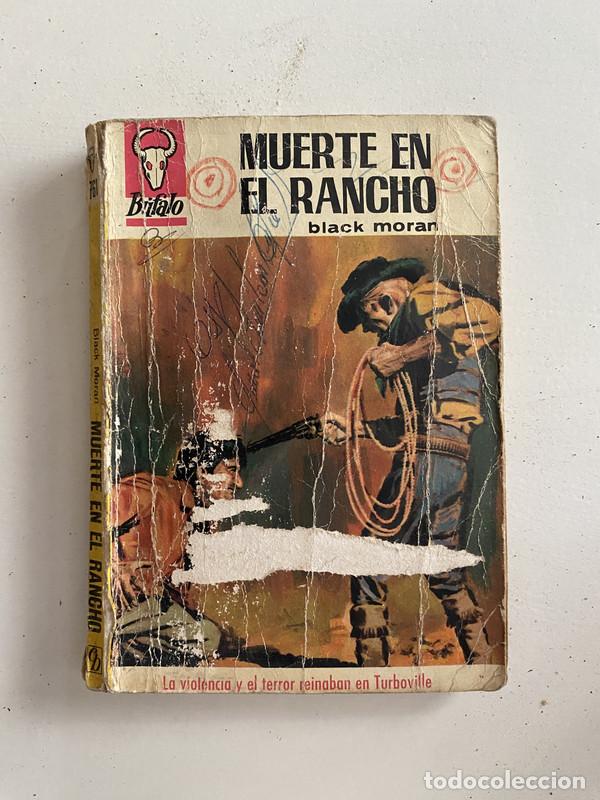 Búfalo
MUERTE EN
EL RANCHO
black moran
761
Black Moran
MUERTE EN EL RANCHO
La violencia y el terror reinaban en Turboville
todocoleccion